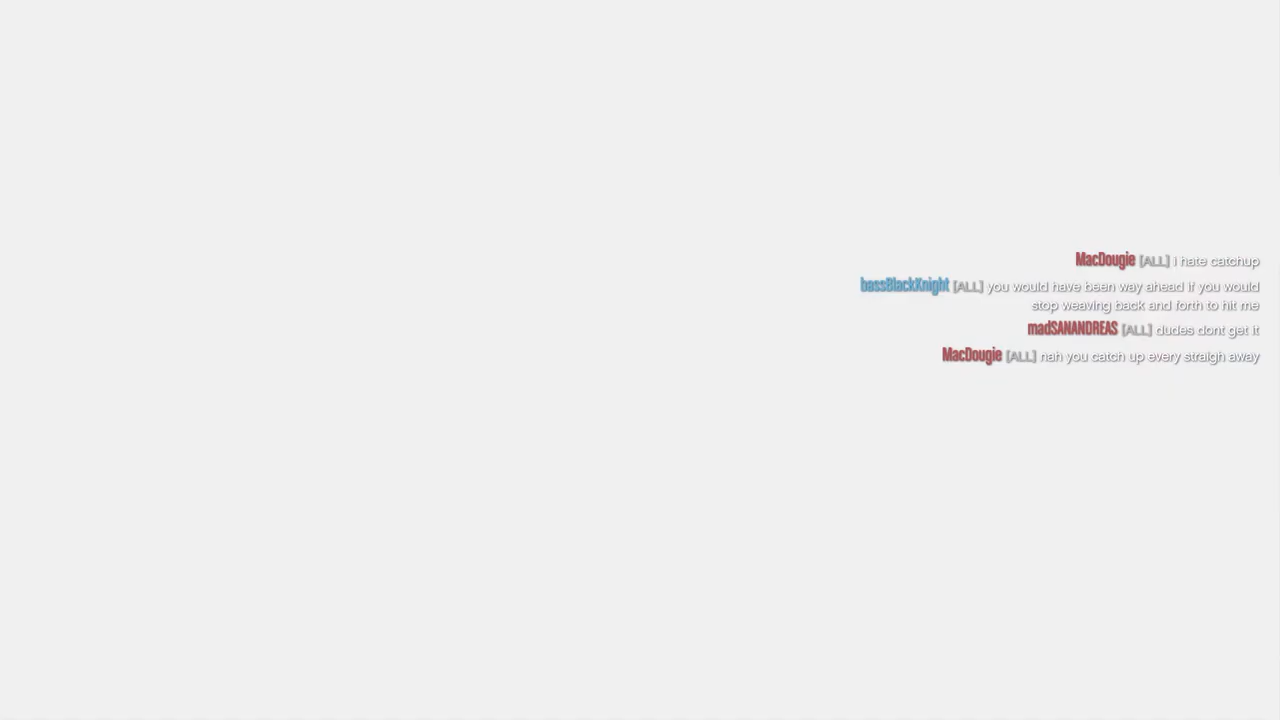 MacDougie [ALL] i hate catchup
bassBlackKnight [ALL] you would have been way ahead if you would
stop weaving back and forth to hit me
madSANANDREAS [ALL] dudes dont get it
MacDougie [ALL] nah you catch up every straigh away